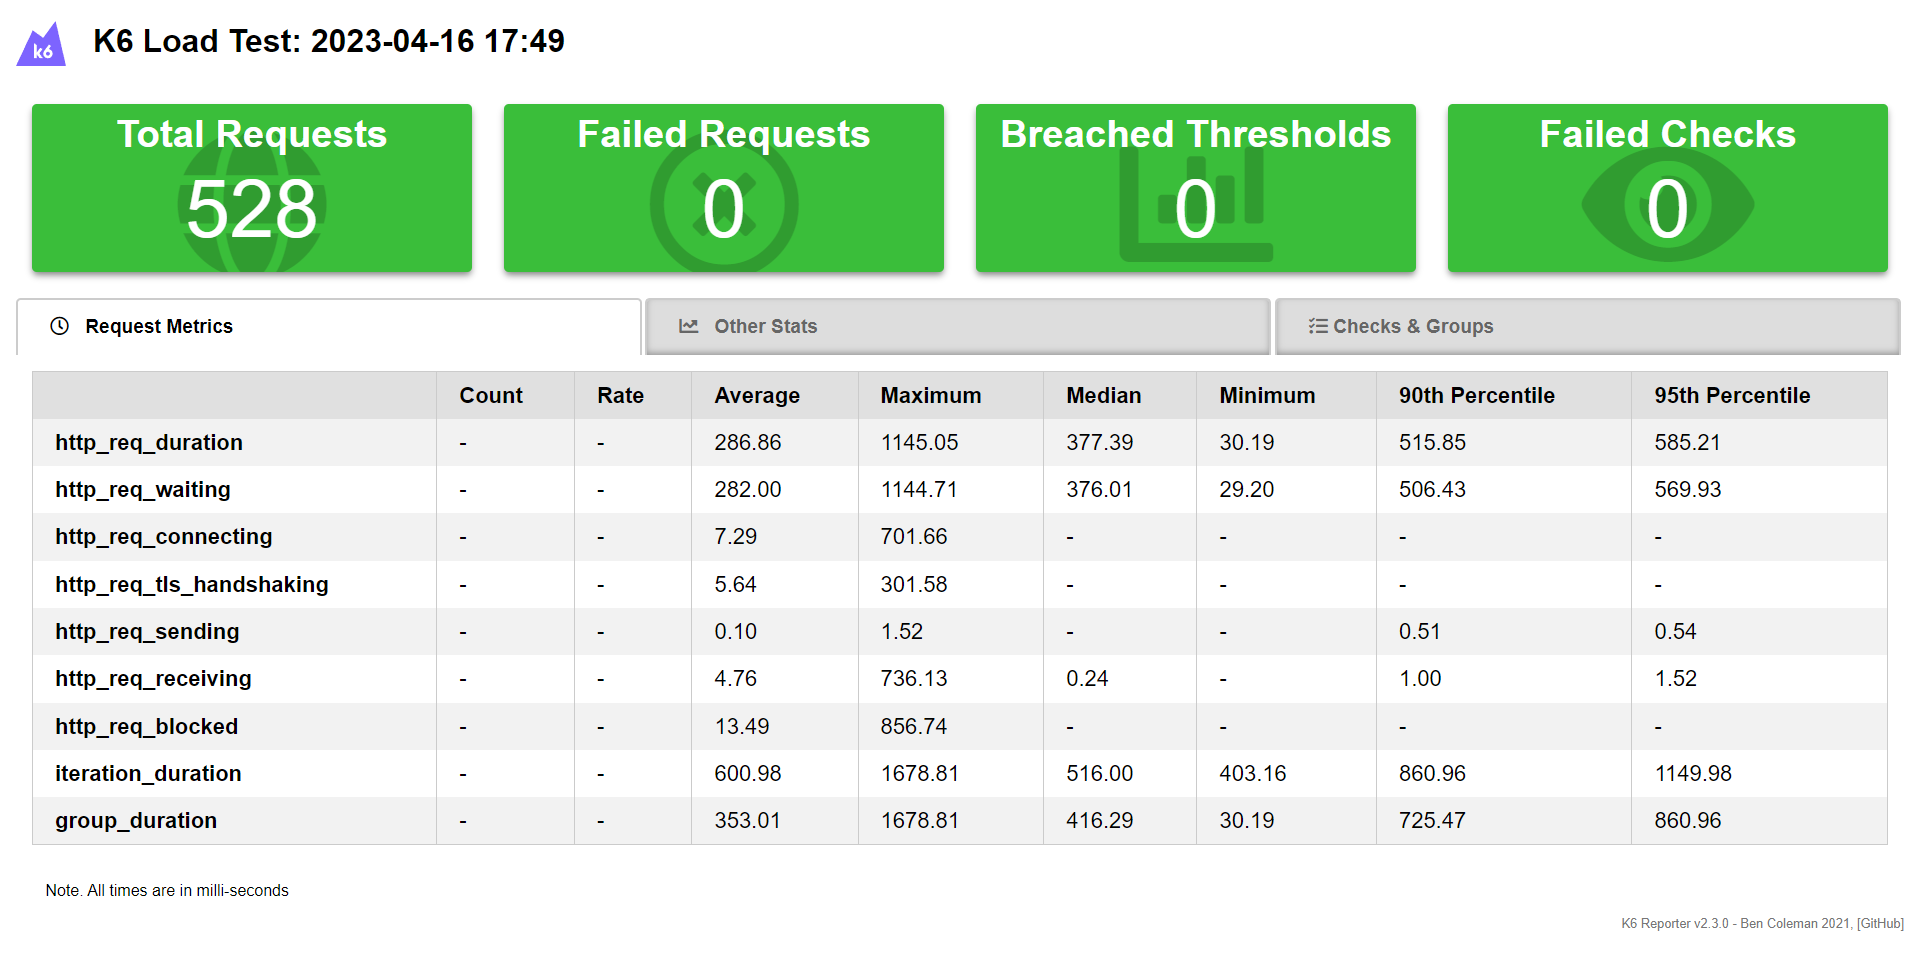 k6
K6 Load Test: 2023-04-16 17:49
Total Requests
528
Failed Requests
0
Breached Thresholds
0
Failed Checks
0
Request Metrics
Other Stats
Checks & Groups
Count Rate Average Maximum Median Minimum 90th Percentile 95th Percentile
http_req_duration - - 286.86 1145.05 377.39 30.19 515.85 585.21
http_req_waiting - - 282.00 1144.71 376.01 29.20 506.43 569.93
http_req_connecting - - 7.29 701.66 - - - -
http_req_tls_handshaking - - 5.64 301.58 - - - -
http_req_sending - - 0.10 1.52 - - 0.51 0.54
http_req_receiving - - 4.76 736.13 0.24 - 1.00 1.52
http_req_blocked - - 13.49 856.74 - - - -
iteration_duration - - 600.98 1678.81 516.00 403.16 860.96 1149.98
group_duration - - 353.01 1678.81 416.29 30.19 725.47 860.96
Note. All times are in milli-seconds
K6 Reporter v2.3.0 - Ben Coleman 2021, [GitHub]